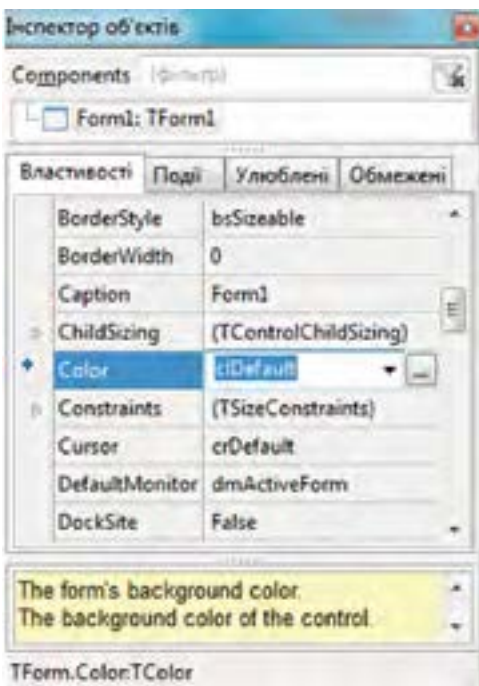 Інспектор об'єктів
Components (фильтр)
Form1: TForm1
Властивості Події Улюблені Обмежені
BorderStyle bsSizeable
BorderWidth 0
Caption Form1
ChildSizing (TControlChildSizing)
Color clDefault ...
Constraints (TSizeConstraints)
Cursor crDefault
DefaultMonitor dmActiveForm
DockSite False
The form's background color.
The background color of the control.
TForm.Color:TColor